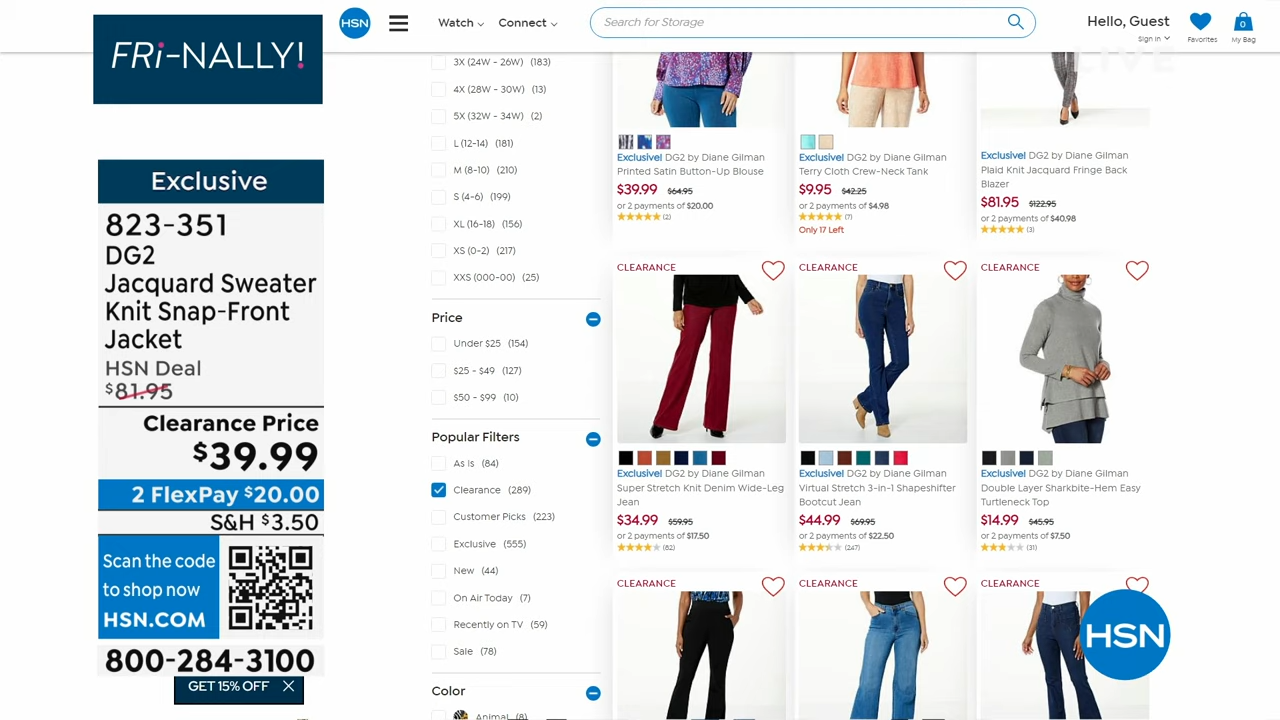 FRi-NALLY!
Exclusive
823-351
DG2
Jacquard Sweater
Knit Snap-Front
Jacket
HSN Deal
$81.95
Clearance Price
$39.99
2 FlexPay $20.00
S&H $3.50
Scan the code
to shop now
HSN.COM
800-284-3100
GET 15% OFF
HSN
Watch
Connect
Search for Storage
Hello, Guest
Sign in
Favorites
0
My Bag
LIVE
3X (24W - 26W) (183)
4X (28W - 30W) (13)
5X (32W - 34W) (2)
L (12-14) (181)
M (8-10) (210)
S (4-6) (199)
XL (16-18) (156)
XS (0-2) (217)
XXS (000-00) (25)
Price
Under $25 (154)
$25 - $49 (127)
$50 - $99 (10)
Popular Filters
As Is (84)
Clearance (289)
Customer Picks (223)
Exclusive (555)
New (44)
On Air Today (7)
Recently on TV (59)
Sale (78)
Color
Animal (8)
Exclusive! DG2 by Diane Gilman
Printed Satin Button-Up Blouse
$39.99 $64.95
or 2 payments of $20.00
(2)
Exclusive! DG2 by Diane Gilman
Terry Cloth Crew-Neck Tank
$9.95 $42.25
or 2 payments of $4.98
(7)
Only 17 Left
Exclusive! DG2 by Diane Gilman
Plaid Knit Jacquard Fringe Back
Blazer
$81.95 $122.95
or 2 payments of $40.98
(3)
CLEARANCE
Exclusive! DG2 by Diane Gilman
Super Stretch Knit Denim Wide-Leg
Jean
$34.99 $59.95
or 2 payments of $17.50
(82)
CLEARANCE
Exclusive! DG2 by Diane Gilman
Virtual Stretch 3-in-1 Shapeshifter
Bootcut Jean
$44.99 $69.95
or 2 payments of $22.50
(247)
CLEARANCE
Exclusive! DG2 by Diane Gilman
Double Layer Sharkbite-Hem Easy
Turtleneck Top
$14.99 $45.95
or 2 payments of $7.50
(31)
CLEARANCE
CLEARANCE
CLEARANCE
HSN